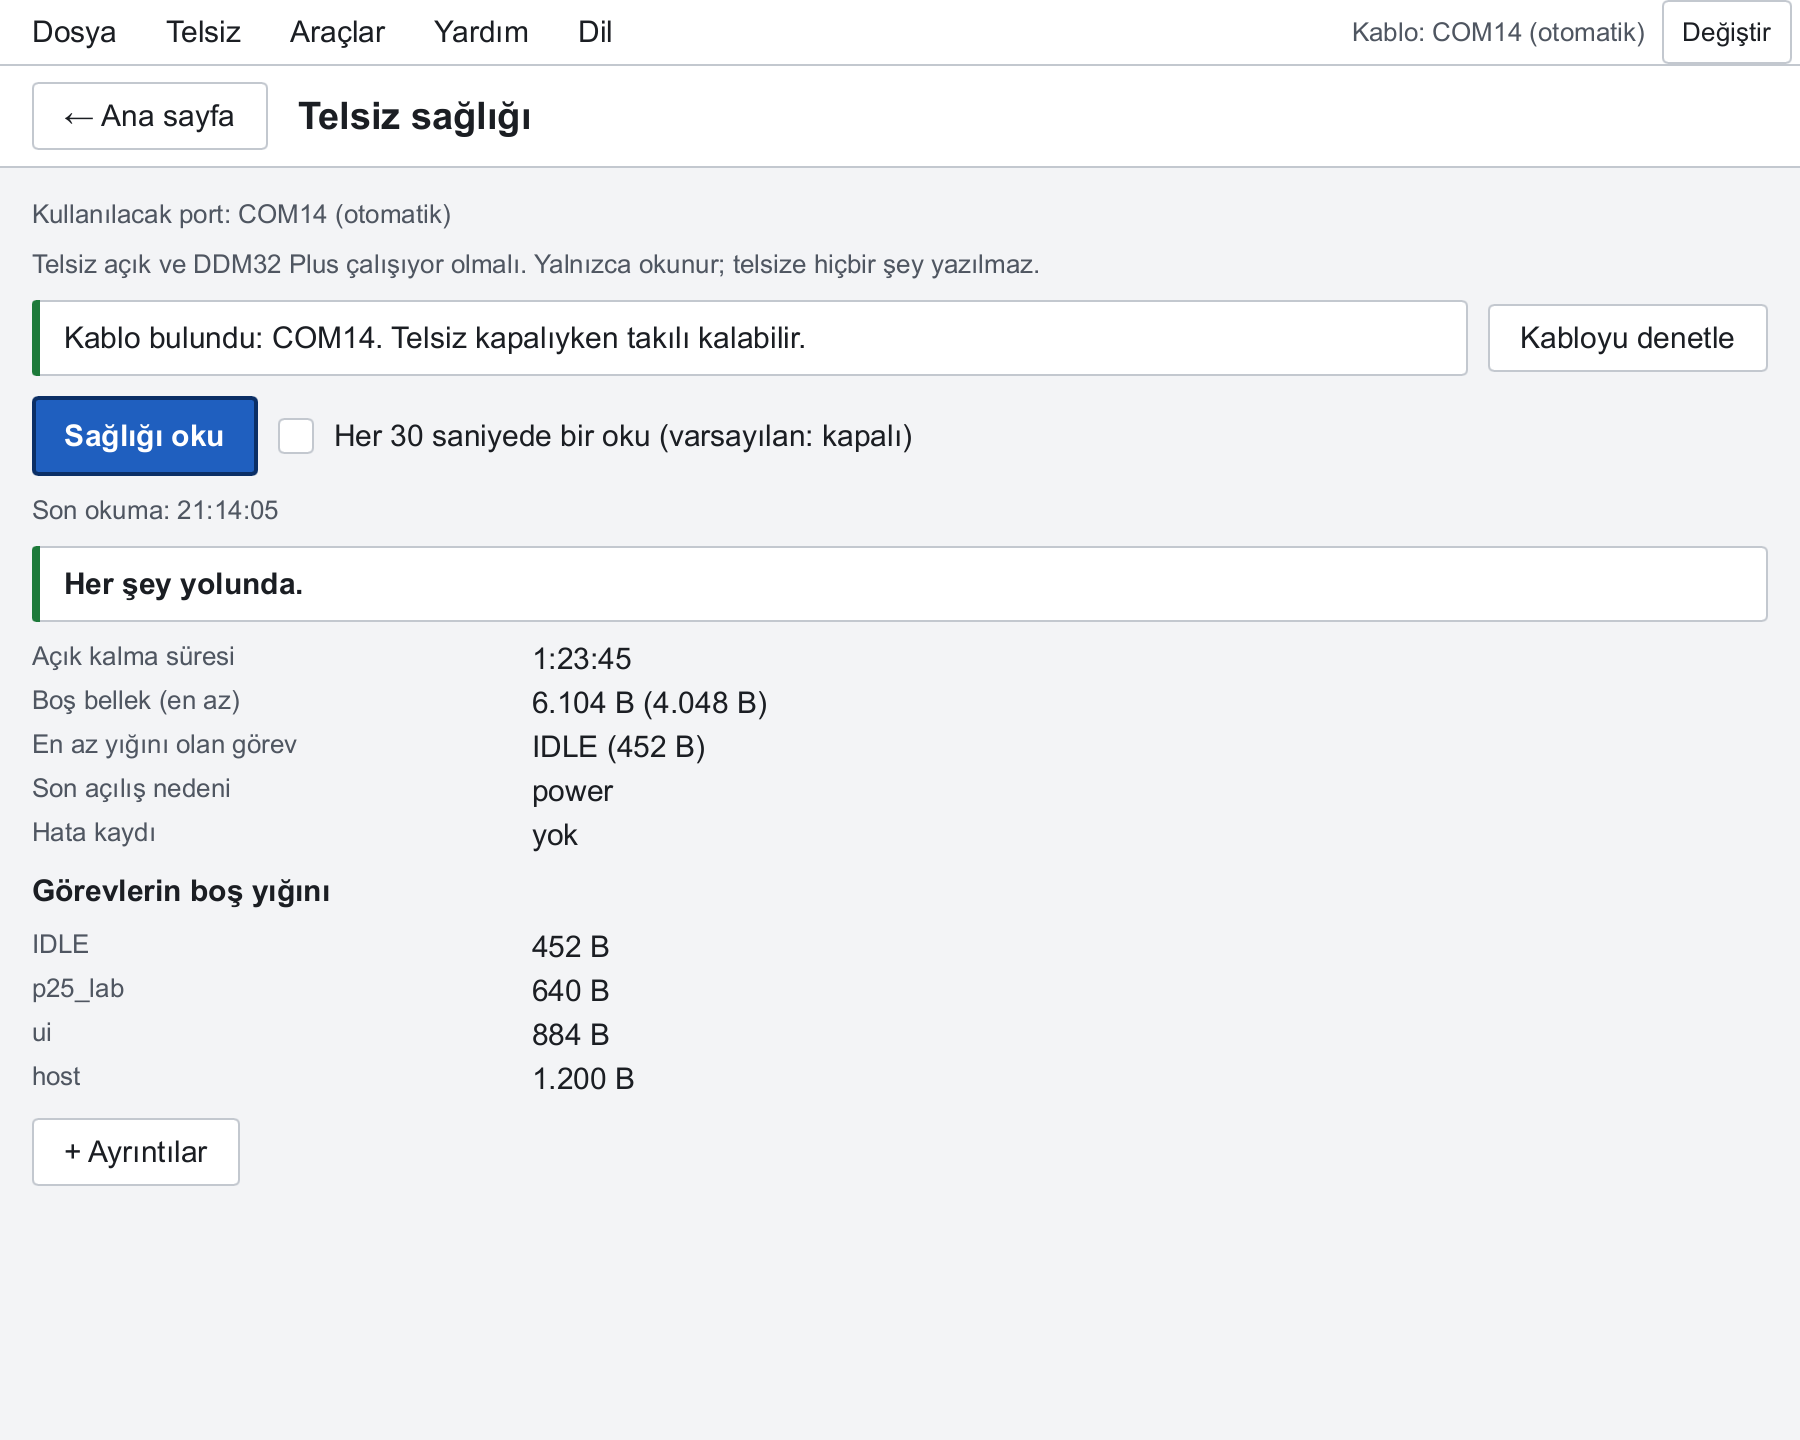 Dosya Telsiz Araçlar Yardım Dil Kablo: COM14 (otomatik) Değiştir
← Ana sayfa Telsiz sağlığı
Kullanılacak port: COM14 (otomatik)
Telsiz açık ve DDM32 Plus çalışıyor olmalı. Yalnızca okunur; telsize hiçbir şey yazılmaz.
Kablo bulundu: COM14. Telsiz kapalıyken takılı kalabilir. Kabloyu denetle
Sağlığı oku Her 30 saniyede bir oku (varsayılan: kapalı)
Son okuma: 21:14:05
Her şey yolunda.
Açık kalma süresi 1:23:45
Boş bellek (en az) 6.104 B (4.048 B)
En az yığını olan görev IDLE (452 B)
Son açılış nedeni power
Hata kaydı yok
Görevlerin boş yığını
IDLE 452 B
p25_lab 640 B
ui 884 B
host 1.200 B
+ Ayrıntılar